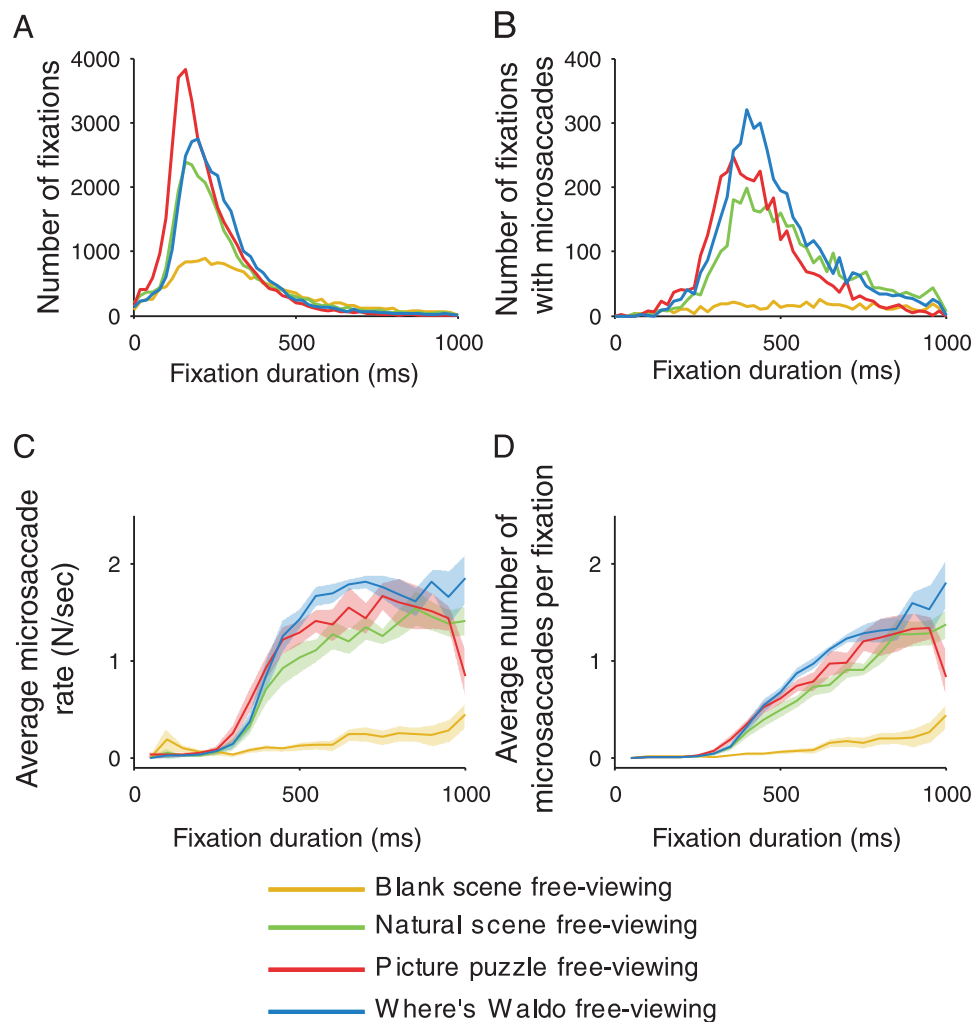 A
Number of fixations
4000
3000
2000
1000
0
0
500
1000
Fixation duration (ms)
B
Number of fixations
with microsaccades
400
300
200
100
0
0
500
1000
Fixation duration (ms)
C
Average microsaccade
rate (N/sec)
2
1
0
0
500
1000
Fixation duration (ms)
D
Average number of
microsaccades per fixation
2
1
0
0
500
1000
Fixation duration (ms)
Blank scene free-viewing
Natural scene free-viewing
Picture puzzle free-viewing
Where's Waldo free-viewing